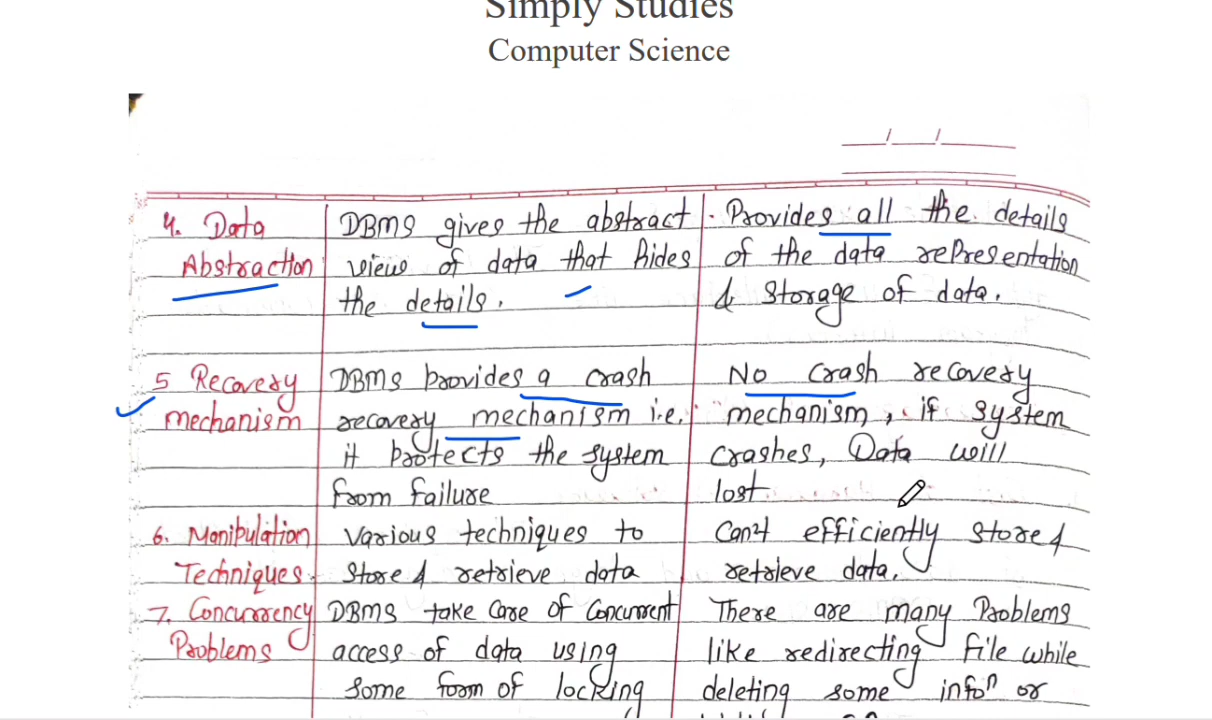 Simply Studies
Computer Science
4. Data Abstraction
DBMS gives the abstract
view of data that hides
the details.
. Provides all the details
of the data representation
& Storage of data.
5 Recovery mechanism
DBMS provides a crash
recovery mechanism i.e.
it protects the system
from failure
No crash recovery
mechanism, if system
crashes, Data will
lost
6. Manipulation Techniques.
Various techniques to
Store & retrieve data
Can't efficiently store &
retrieve data.
7. Concurrency Problems
DBMS take care of Concurrent
access of data using
some form of locking
There are many Problems
like redirecting file while
deleting some infoⁿ or